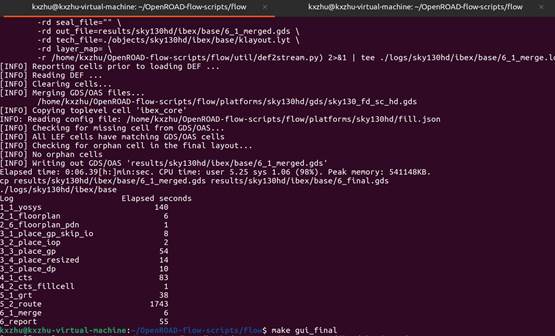 kxzhu@kxzhu-virtual-machine: ~/OpenROAD-flow-scripts/flow × kxzhu@kxzhu-virtual-machine: ~/OpenROAD-flow-scripts/flow
-rd seal_file="" \
-rd out_file=results/sky130hd/ibex/base/6_1_merged.gds \
-rd tech_file=./objects/sky130hd/ibex/base/klayout.lyt \
-rd layer_map= \
-r /home/kxzhu/OpenROAD-flow-scripts/flow/util/def2stream.py) 2>&1 | tee ./logs/sky130hd/ibex/base/6_1_merge.lo
[INFO] Reporting cells prior to loading DEF ...
[INFO] Reading DEF ...
[INFO] Clearing cells...
[INFO] Merging GDS/OAS files...
/home/kxzhu/OpenROAD-flow-scripts/flow/platforms/sky130hd/gds/sky130_fd_sc_hd.gds
[INFO] Copying toplevel cell 'ibex_core'
INFO: Reading config file: /home/kxzhu/OpenROAD-flow-scripts/flow/platforms/sky130hd/fill.json
[INFO] Checking for missing cell from GDS/OAS...
[INFO] All LEF cells have matching GDS/OAS cells
[INFO] Checking for orphan cell in the final layout...
[INFO] No orphan cells
[INFO] Writing out GDS/OAS 'results/sky130hd/ibex/base/6_1_merged.gds'
Elapsed time: 0:06.39[h:]min:sec. CPU time: user 5.25 sys 1.06 (98%). Peak memory: 541148KB.
cp results/sky130hd/ibex/base/6_1_merged.gds results/sky130hd/ibex/base/6_final.gds
./logs/sky130hd/ibex/base
Log Elapsed seconds
1_1_yosys 140
2_1_floorplan 6
2_6_floorplan_pdn 1
3_1_place_gp_skip_io 8
3_2_place_iop 2
3_3_place_gp 54
3_4_place_resized 14
3_5_place_dp 10
4_1_cts 83
4_2_cts_fillcell 1
5_1_grt 38
5_2_route 1743
6_1_merge 6
6_report 55
kxzhu@kxzhu-virtual-machine:~/OpenROAD-flow-scripts/flow$ make gui_final